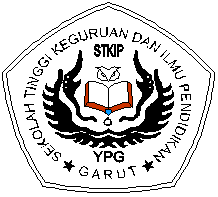 SEKOLAH TINGGI KEGURUAN DAN ILMU PENDIDIKAN
STKIP
YPG
GARUT